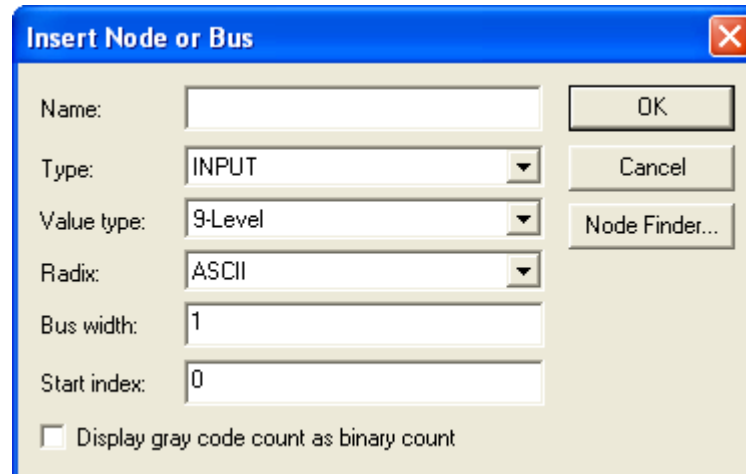 Insert Node or Bus
Name:
OK
Type: INPUT
Cancel
Value type: 9-Level
Node Finder...
Radix: ASCII
Bus width: 1
Start index: 0
Display gray code count as binary count